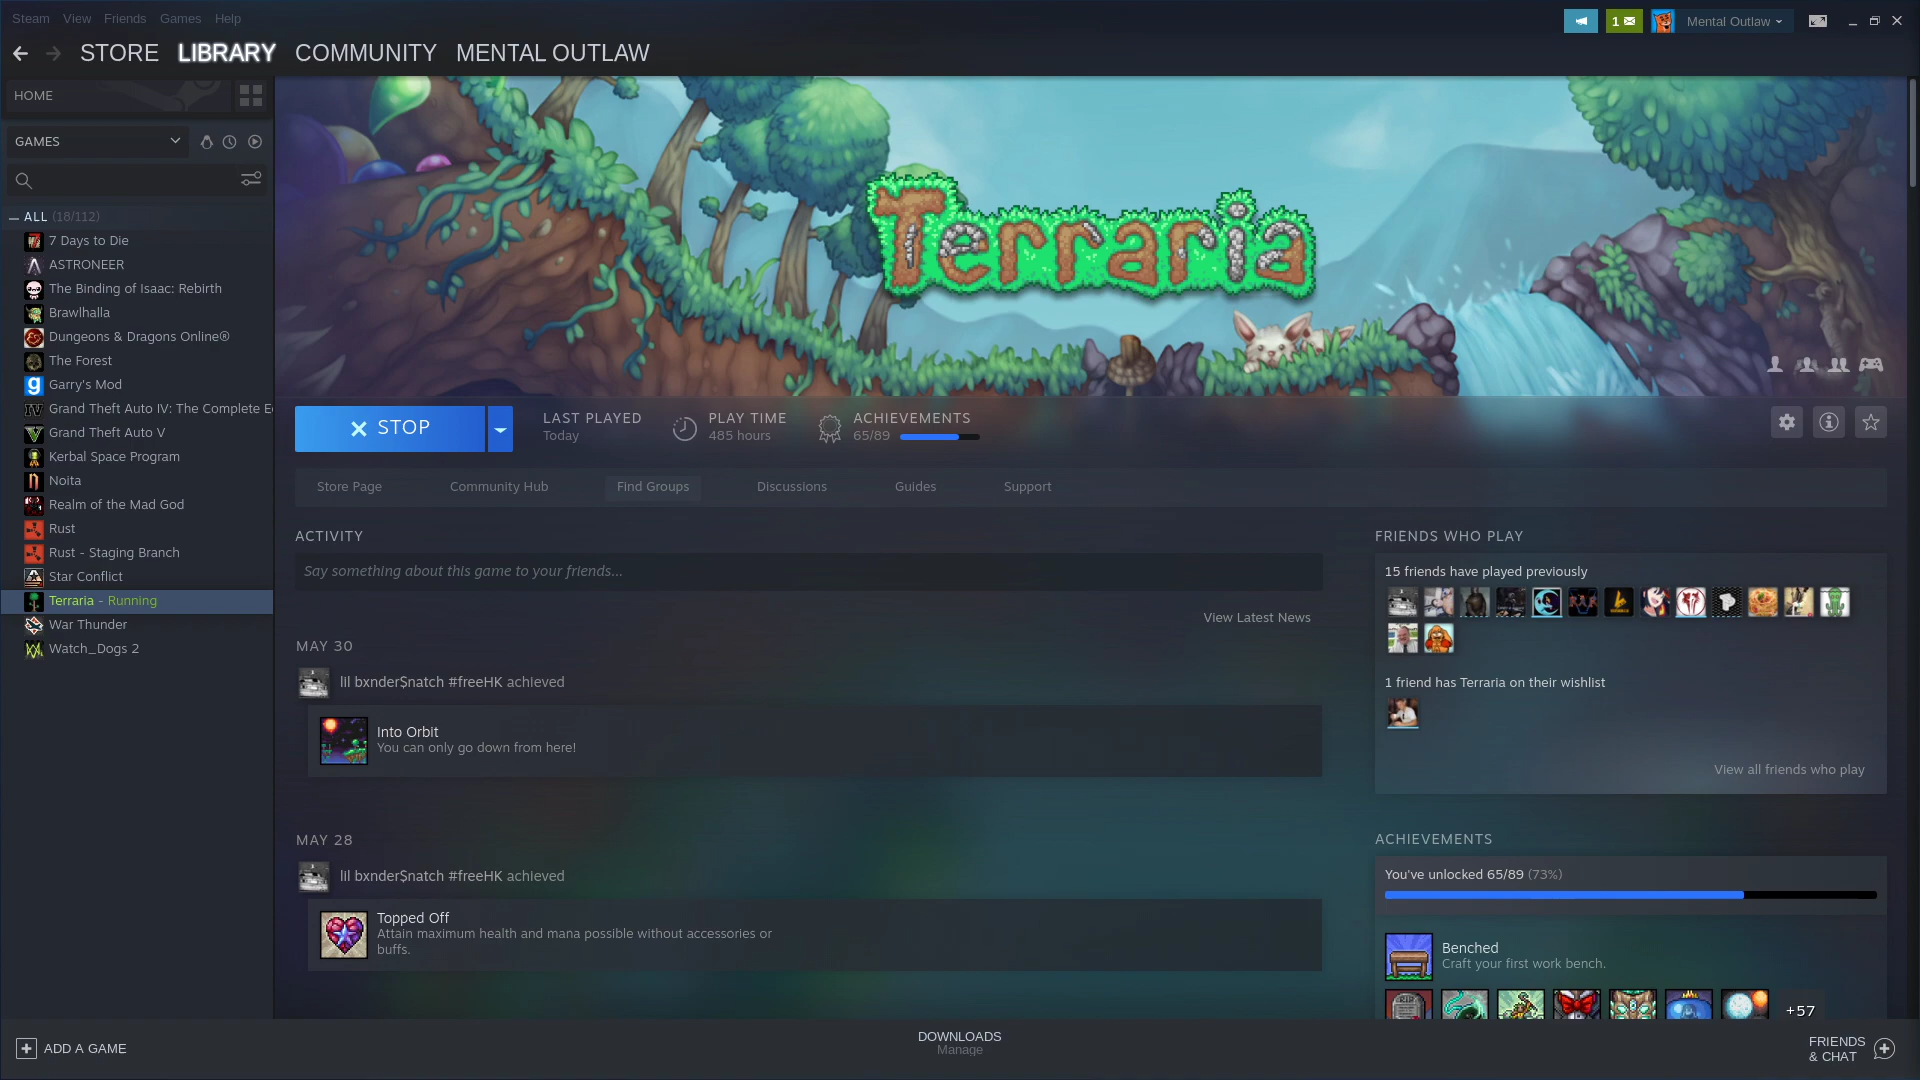 Steam View Friends Games Help
1 Mental Outlaw
STORE LIBRARY COMMUNITY MENTAL OUTLAW
HOME
GAMES
ALL (18/112)
7 Days to Die
ASTRONEER
The Binding of Isaac: Rebirth
Brawlhalla
Dungeons & Dragons Online®
The Forest
Garry's Mod
Grand Theft Auto IV: The Complete E
Grand Theft Auto V
Kerbal Space Program
Noita
Realm of the Mad God
Rust
Rust - Staging Branch
Star Conflict
Terraria - Running
War Thunder
Watch_Dogs 2
Terraria
STOP
LAST PLAYED
Today
PLAY TIME
485 hours
ACHIEVEMENTS
65/89
Store Page Community Hub Find Groups Discussions Guides Support
ACTIVITY
Say something about this game to your friends...
View Latest News
MAY 30
lil bxnder$natch #freeHK achieved
Into Orbit
You can only go down from here!
MAY 28
lil bxnder$natch #freeHK achieved
Topped Off
Attain maximum health and mana possible without accessories or
buffs.
FRIENDS WHO PLAY
15 friends have played previously
1 friend has Terraria on their wishlist
View all friends who play
ACHIEVEMENTS
You've unlocked 65/89 (73%)
Benched
Craft your first work bench.
RIP
+57
ADD A GAME
DOWNLOADS
Manage
FRIENDS
& CHAT